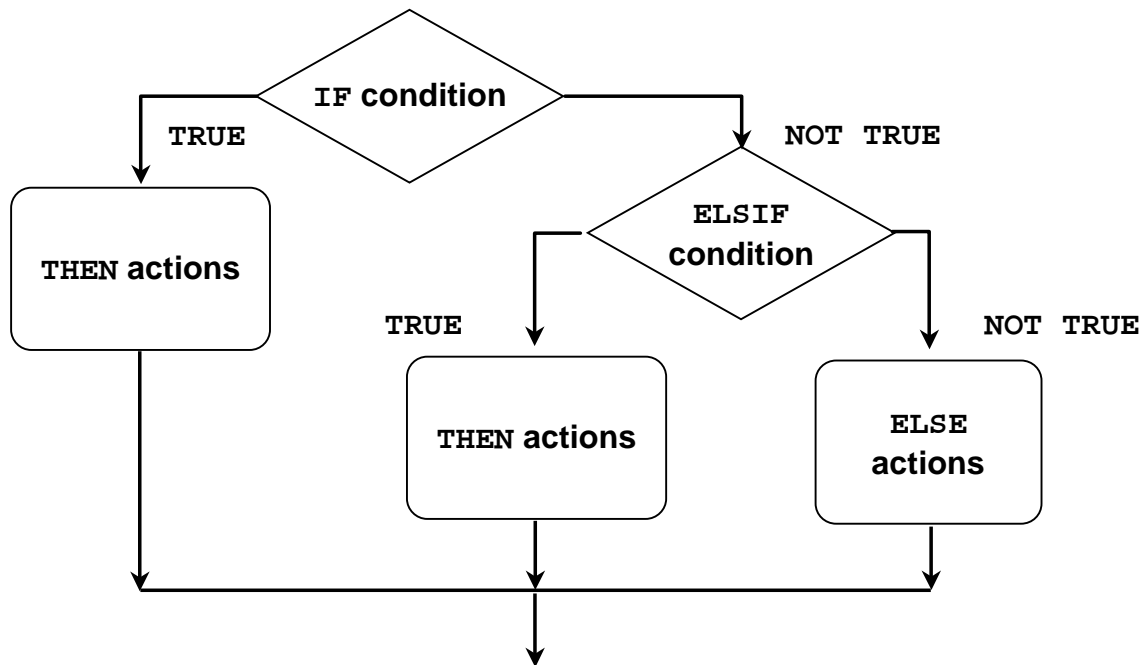 IF condition
TRUE
NOT TRUE
THEN actions
ELSIF
condition
TRUE
NOT TRUE
THEN actions
ELSE
actions